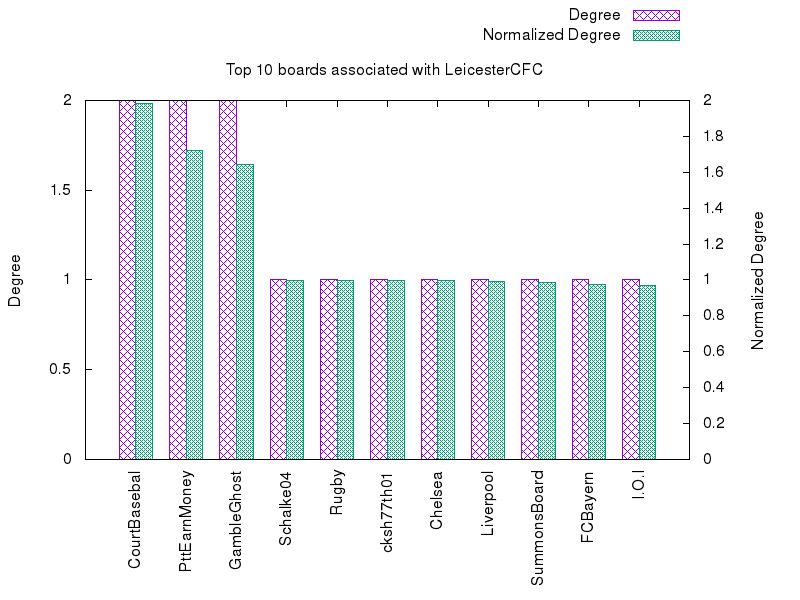 Degree
Normalized Degree
Top 10 boards associated with LeicesterCFC
2
1.5
1
0.5
0
Degree
2
1.8
1.6
1.4
1.2
1
0.8
0.6
0.4
0.2
0
Normalized Degree
CourtBasebal
PttEarnMoney
GambleGhost
Schalke04
Rugby
cksh77th01
Chelsea
Liverpool
SummonsBoard
FCBayern
I.O.I